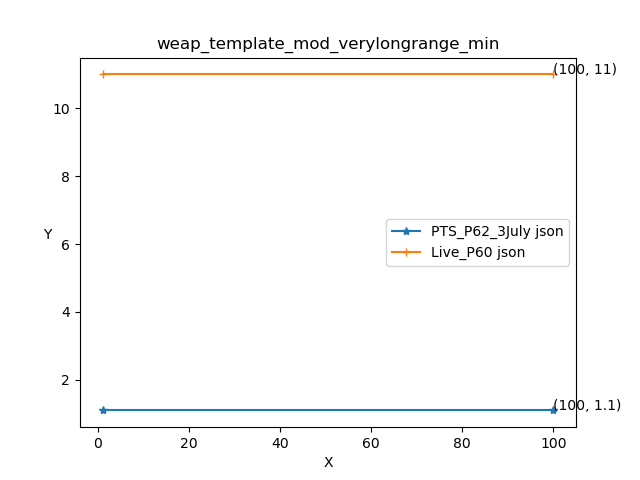 weap_template_mod_verylongrange_min
(100, 11)
10
8
Y
6
4
2
PTS_P62_3July json
Live_P60 json
(100, 1.1)
0
20
40
60
80
100
X